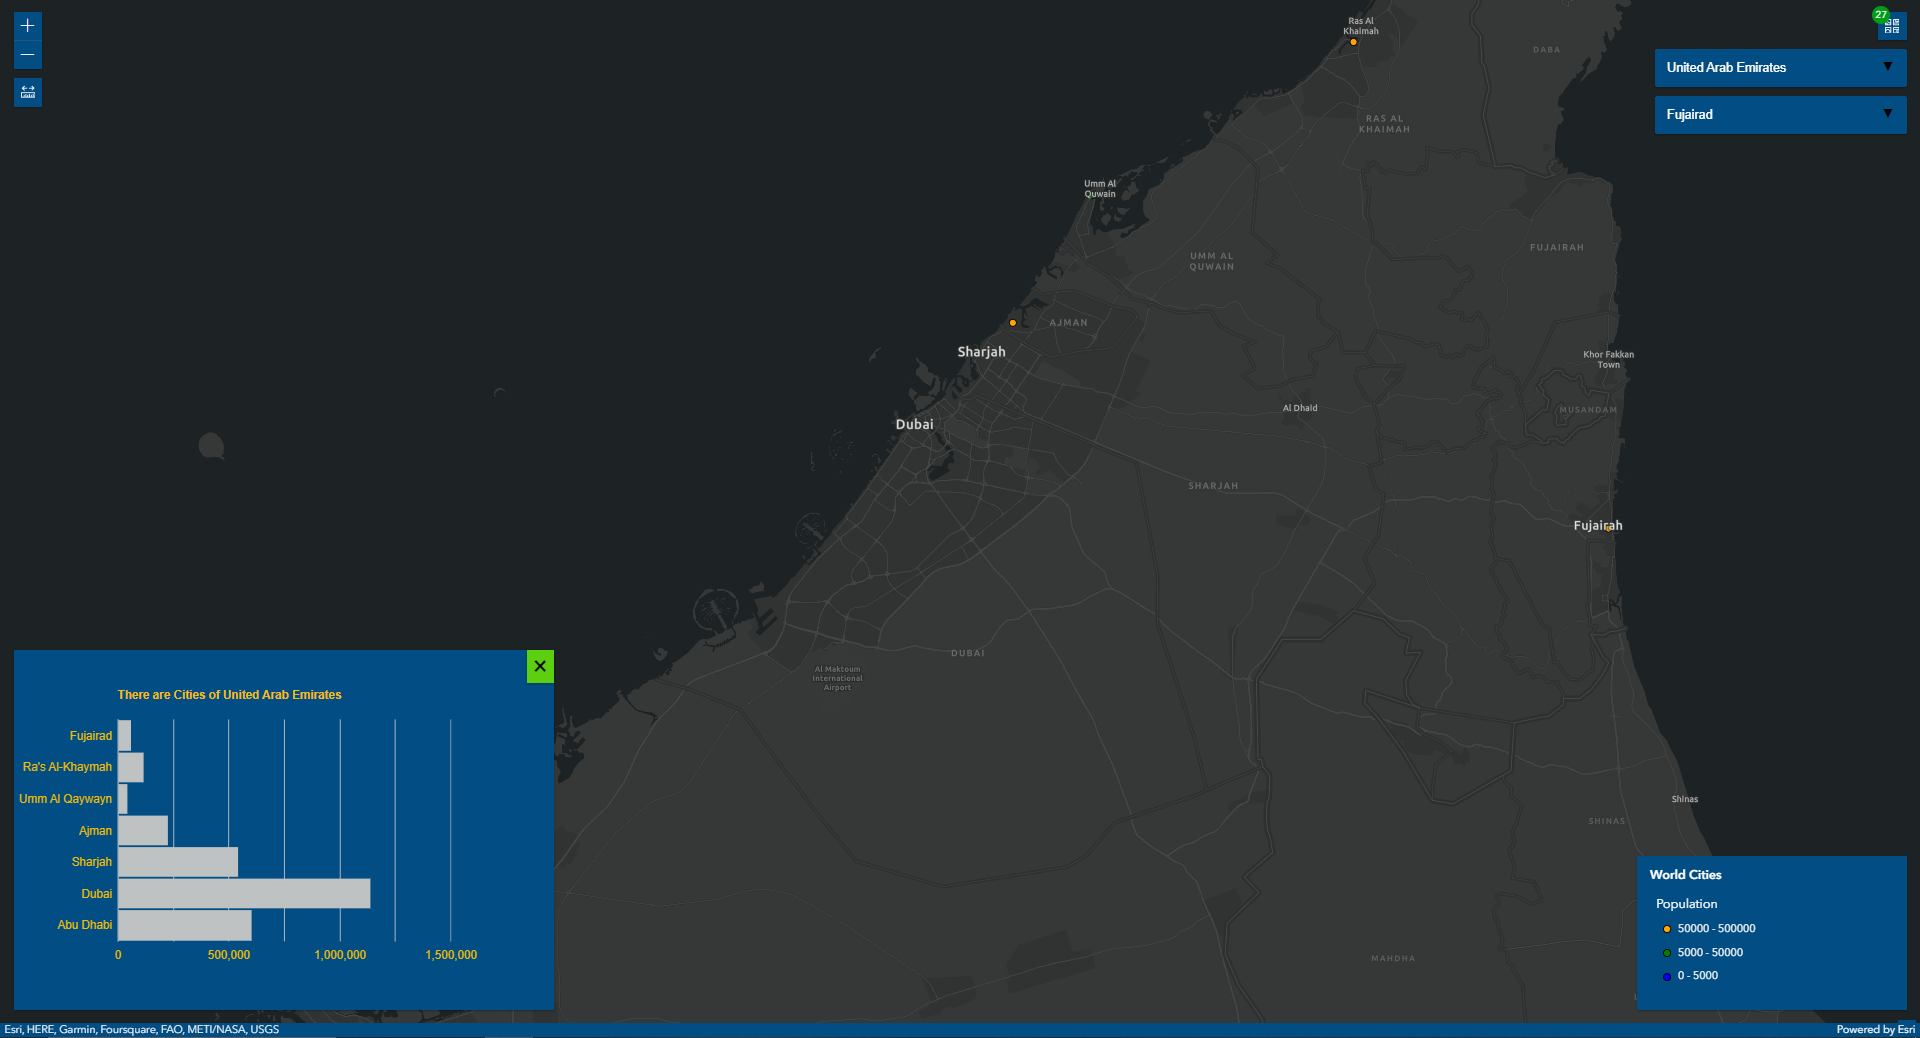 27
United Arab Emirates
Fujairad
Ras Al
Khaimah
DABA
RAS AL
KHAIMAH
Umm Al
Quwain
UMM AL
QUWAIN
FUJAIRAH
AJMAN
Sharjah
Khor Fakkan
Town
Al Dhaid
MUSANDAM
Dubai
SHARJAH
Fujairah
DUBAI
Al Maktoum
International
Airport
Shinas
SHINAS
MAHDHA
There are Cities of United Arab Emirates
Fujairad
Ra's Al-Khaymah
Umm Al Qaywayn
Ajman
Sharjah
Dubai
Abu Dhabi
0 500,000 1,000,000 1,500,000
World Cities
Population
50000 - 500000
5000 - 50000
0 - 5000
Esri, HERE, Garmin, Foursquare, FAO, METI/NASA, USGS
Powered by Esri